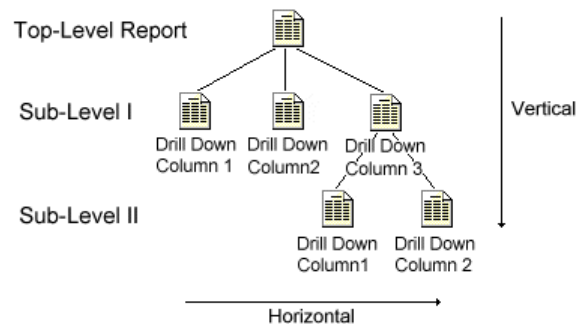 Top-Level Report
Sub-Level I
Vertical
Drill Down
Column 1
Drill Down
Column2
Drill Down
Column 3
Sub-Level II
Drill Down
Column1
Drill Down
Column 2
Horizontal